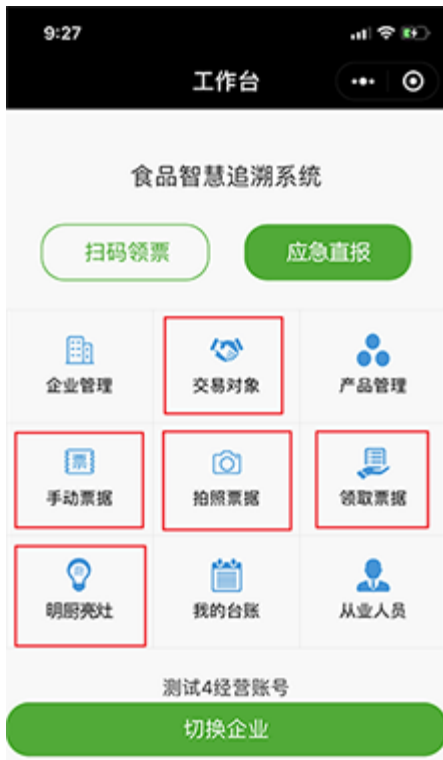 9:27
工作台
食品智慧追溯系统
扫码领票 应急直报
企业管理 交易对象 产品管理
票
手动票据 拍照票据 领取票据
明厨亮灶 我的台账 从业人员
测试4经营账号
切换企业